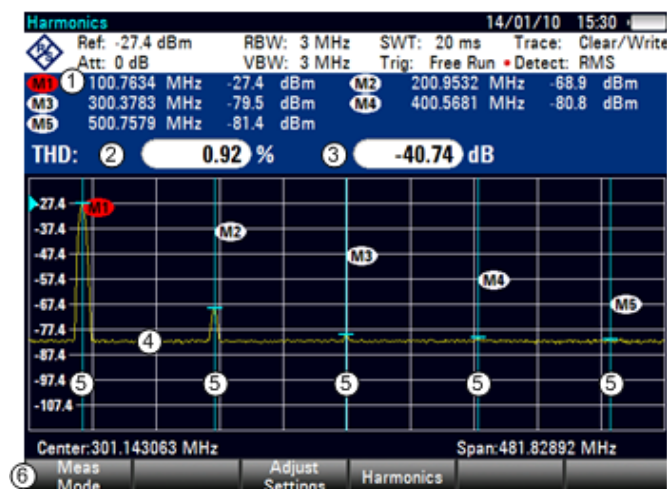 Harmonics 14/01/10 15:30
Ref: -27.4 dBm RBW: 3 MHz SWT: 20 ms Trace: Clear/Write
Att: 0 dB VBW: 3 MHz Trig: Free Run • Detect: RMS
M1 1 100.7634 MHz -27.4 dBm M2 200.9532 MHz -68.9 dBm
M3 300.3783 MHz -79.5 dBm M4 400.5681 MHz -80.8 dBm
M5 500.7579 MHz -81.4 dBm
THD: 2 0.92 % 3 -40.74 dB
-27.4 M1
-37.4 M2
-47.4 M3
-57.4 M4
-67.4 M5
-77.4
4
-87.4
-97.4 5 5 5 5 5
-107.4
Center:301.143063 MHz Span:481.82892 MHz
6 Meas Mode Adjust Settings Harmonics